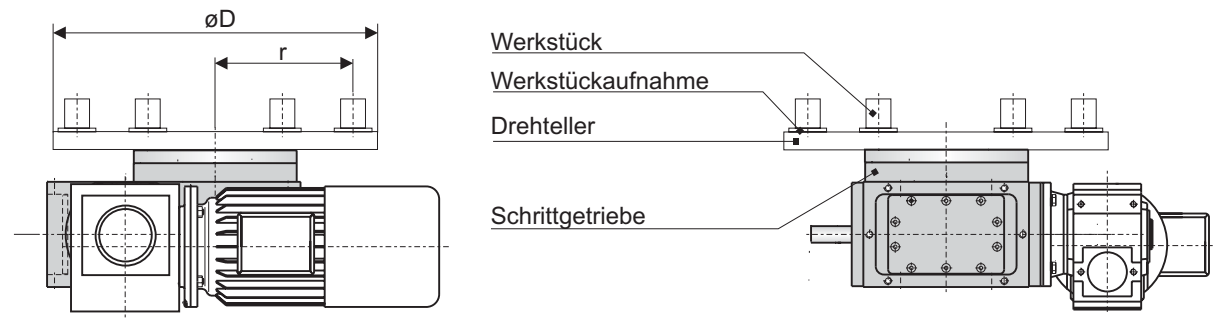 øD
r
Werkstück
Werkstückaufnahme
Drehteller
Schrittgetriebe